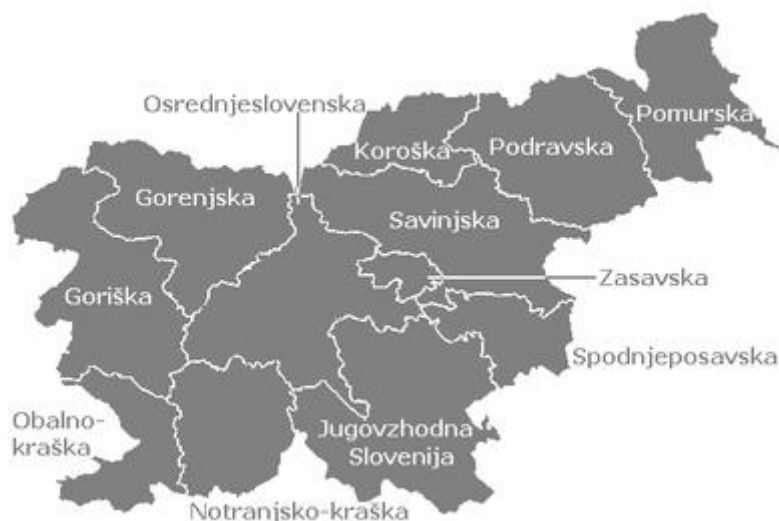 Osrednjeslovenska
Pomurska
Koroška
Podravska
Gorenjska
Savinjska
Zasavska
Goriška
Spodnjeposavska
Obalno-
kraška
Jugovzhodna
Slovenija
Notranjsko-kraška